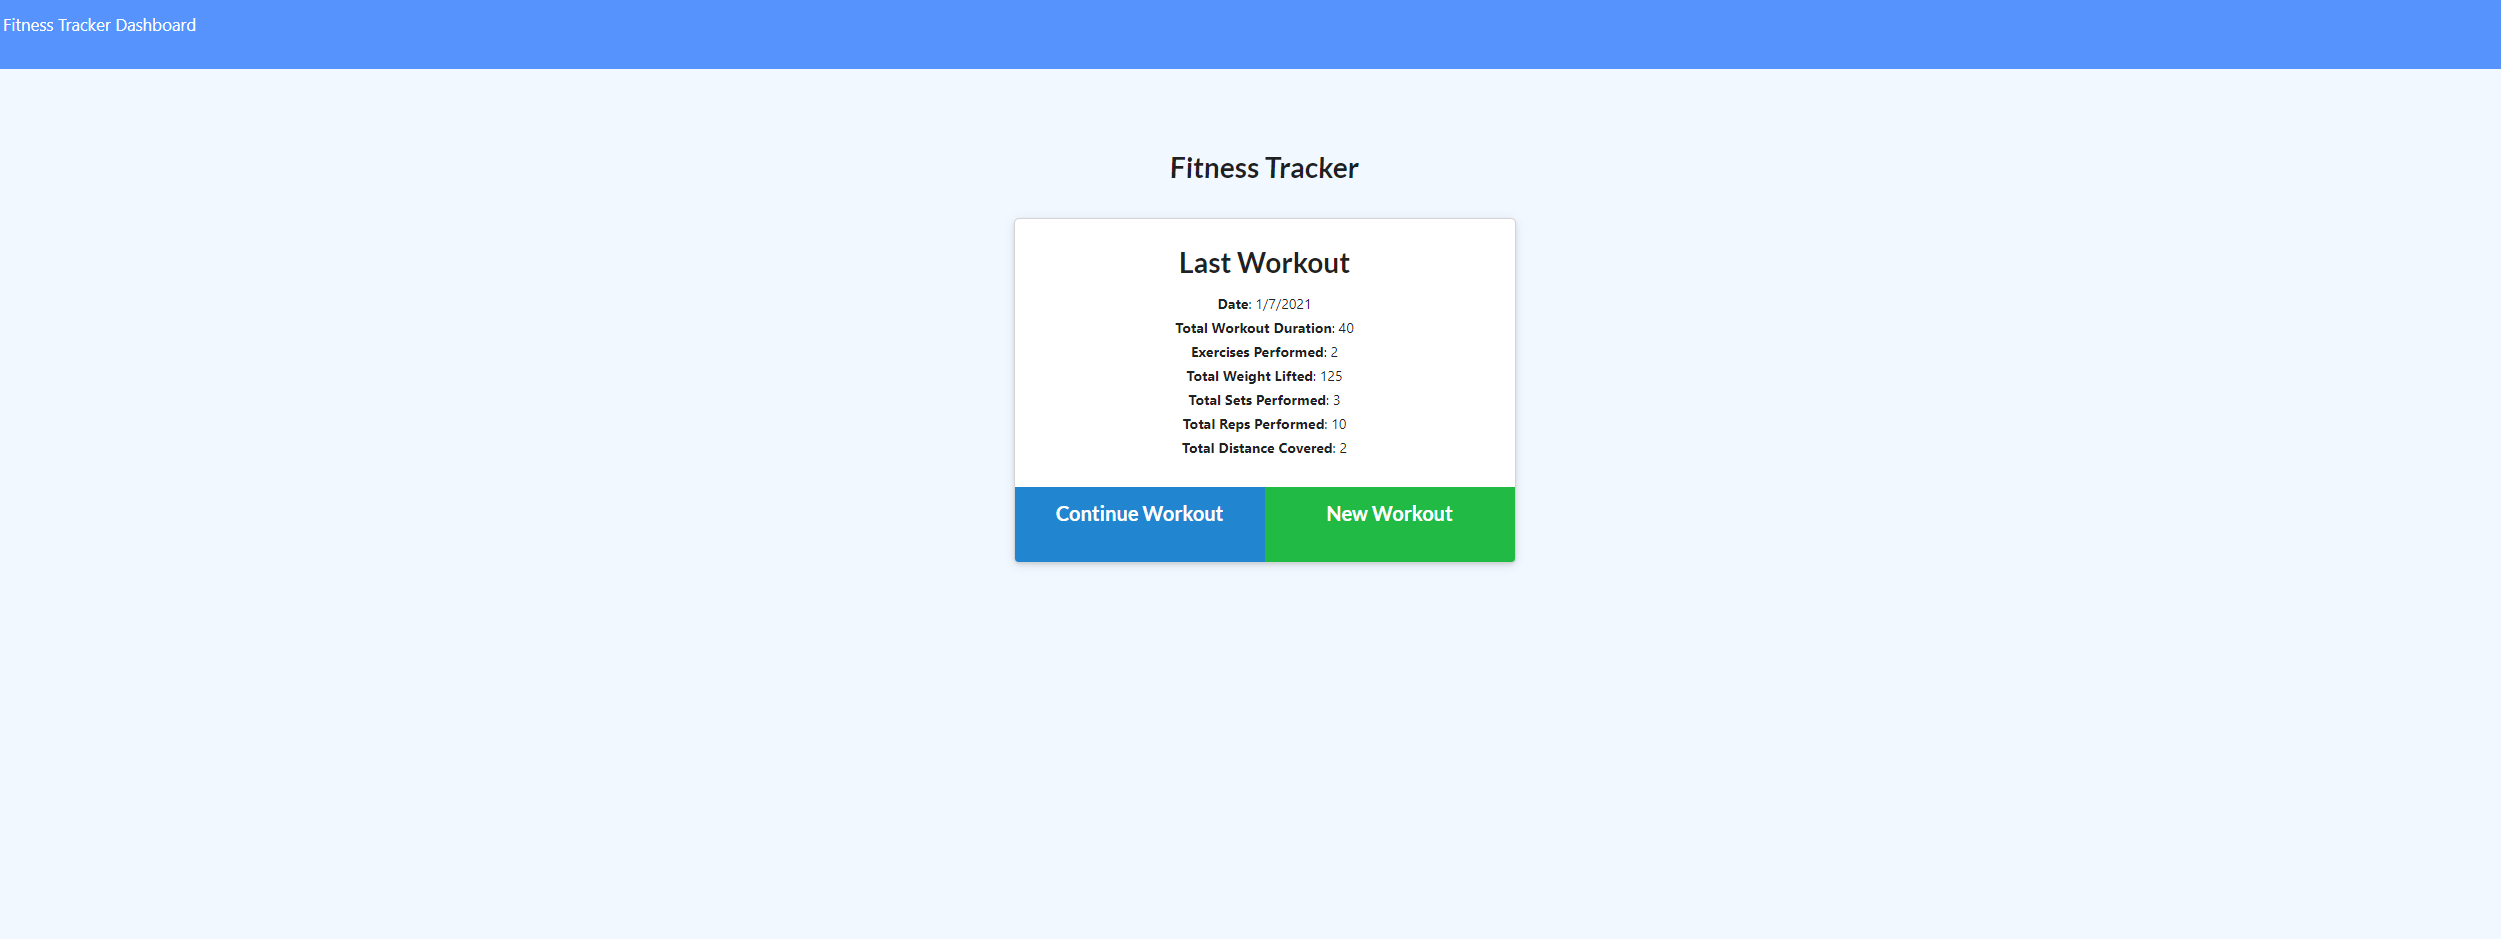 Fitness Tracker Dashboard
Fitness Tracker
Last Workout
Date: 1/7/2021
Total Workout Duration: 40
Exercises Performed: 2
Total Weight Lifted: 125
Total Sets Performed: 3
Total Reps Performed: 10
Total Distance Covered: 2
Continue Workout New Workout